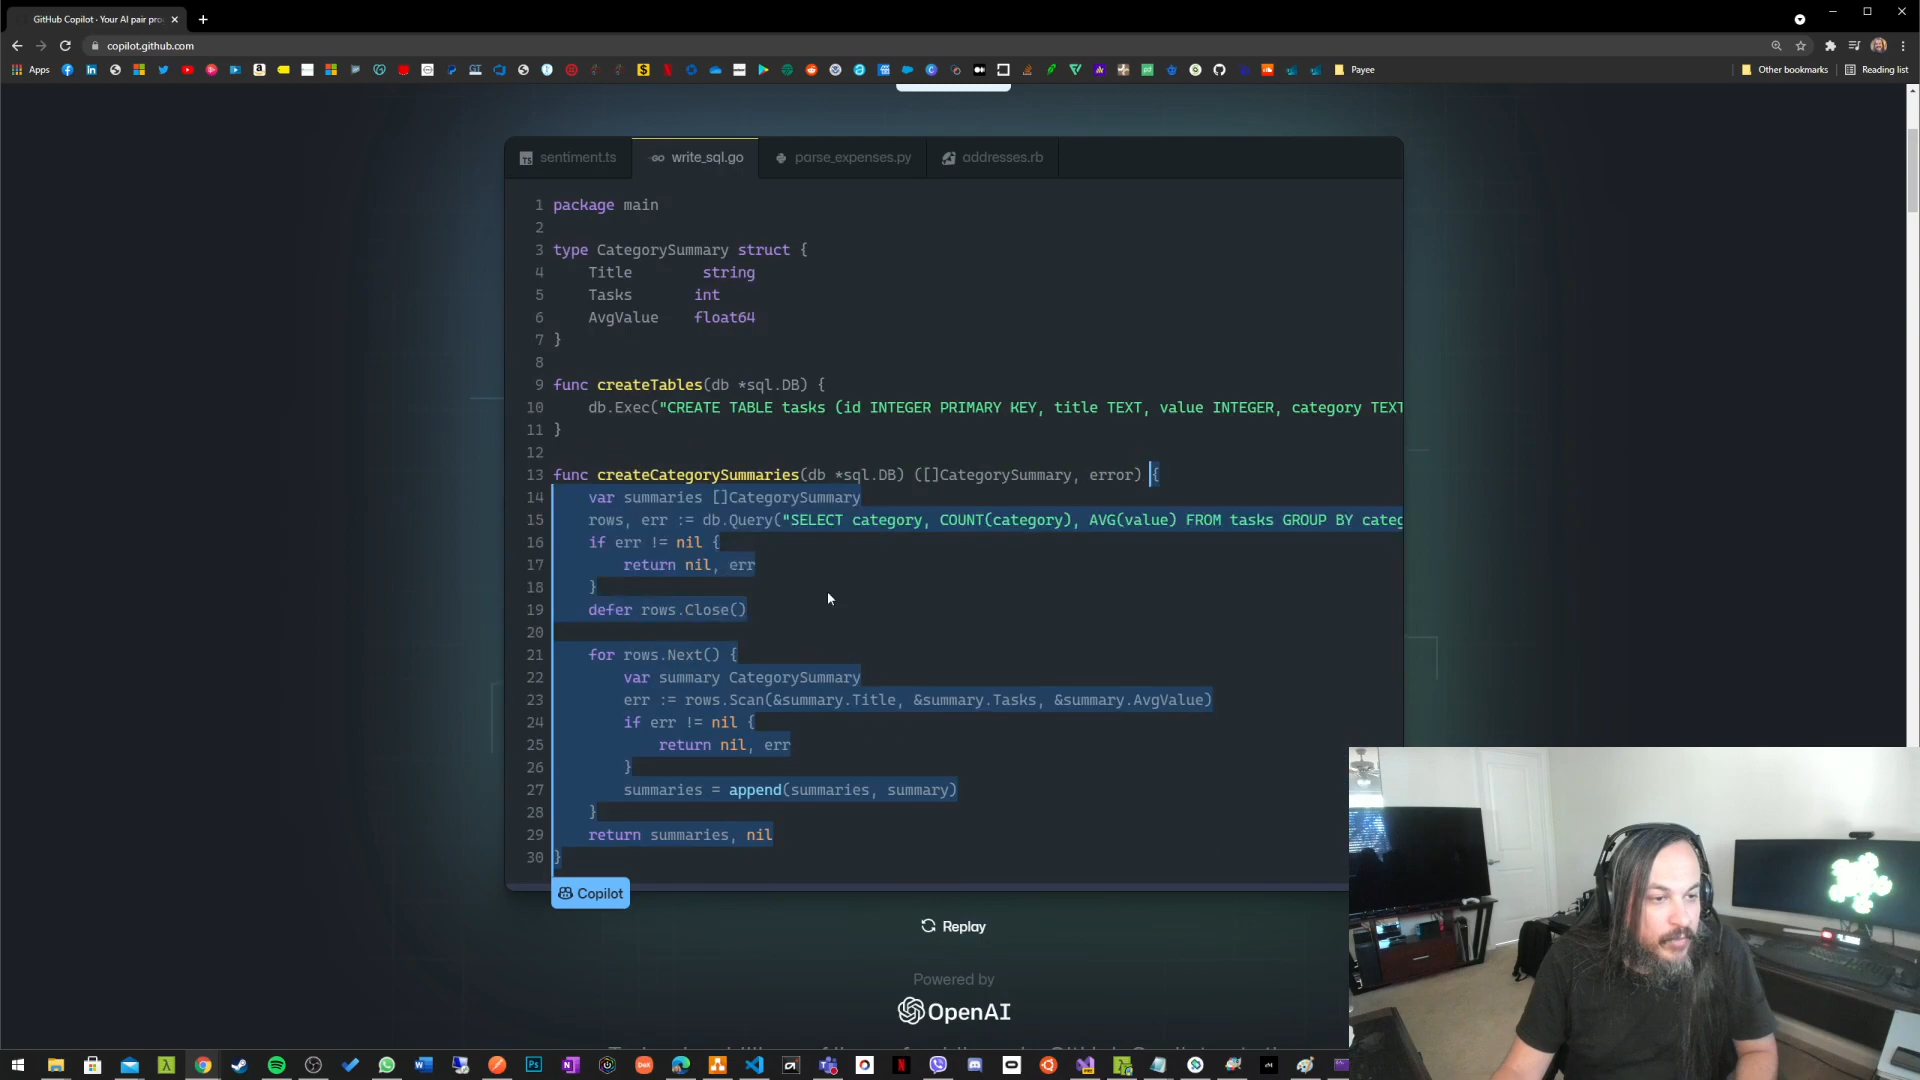 GitHub Copilot · Your AI pair pro
copilot.github.com
Apps
Payee
Other bookmarks
Reading list
sentiment.ts
write_sql.go
parse_expenses.py
addresses.rb
1 package main
2
3 type CategorySummary struct {
4 Title string
5 Tasks int
6 AvgValue float64
7 }
8
9 func createTables(db *sql.DB) {
10 db.Exec("CREATE TABLE tasks (id INTEGER PRIMARY KEY, title TEXT, value INTEGER, category TEXT
11 }
12
13 func createCategorySummaries(db *sql.DB) ([]CategorySummary, error) {
14 var summaries []CategorySummary
15 rows, err := db.Query("SELECT category, COUNT(category), AVG(value) FROM tasks GROUP BY categ
16 if err != nil {
17 return nil, err
18 }
19 defer rows.Close()
20
21 for rows.Next() {
22 var summary CategorySummary
23 err := rows.Scan(&summary.Title, &summary.Tasks, &summary.AvgValue)
24 if err != nil {
25 return nil, err
26 }
27 summaries = append(summaries, summary)
28 }
29 return summaries, nil
30 }
Copilot
Replay
Powered by
OpenAI